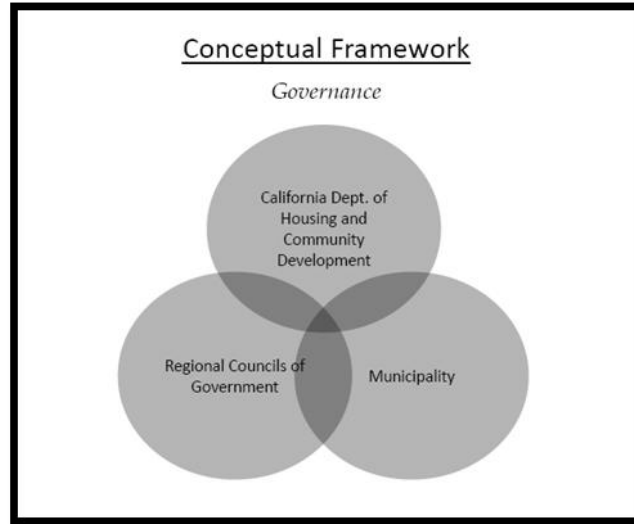 Conceptual Framework
Governance
California Dept. of
Housing and
Community
Development
Regional Councils of
Government
Municipality